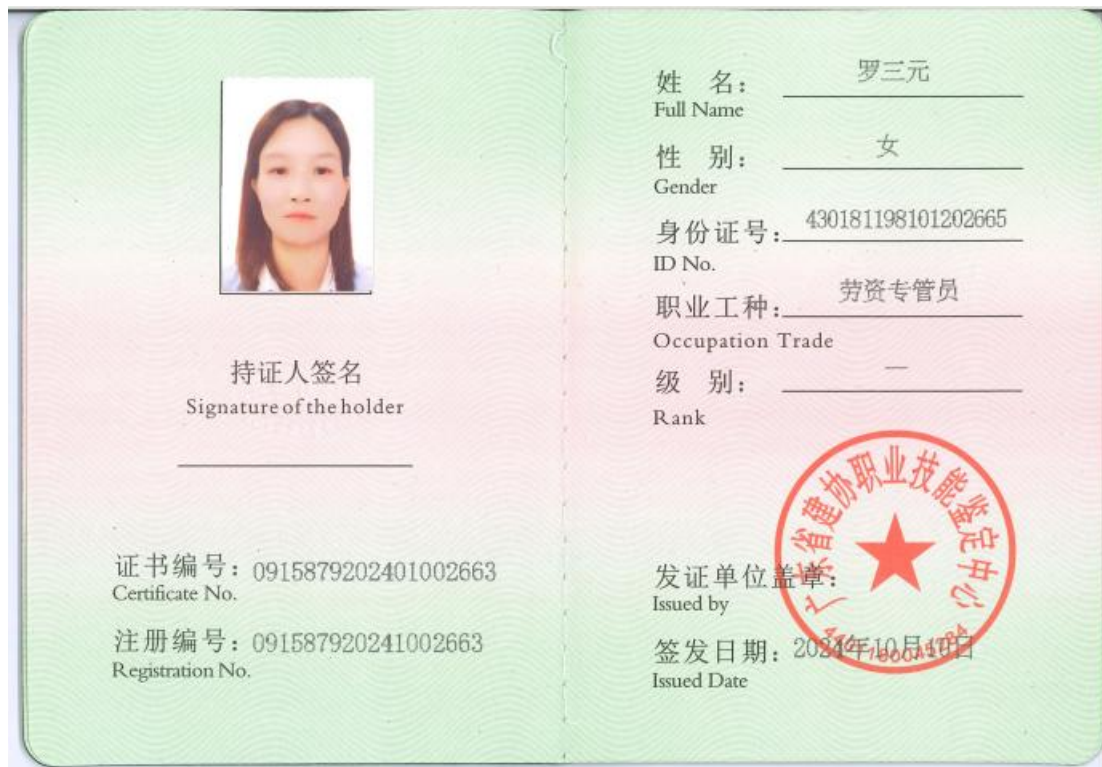 持证人签名
Signature of the holder
证书编号：0915879202401002663
Certificate No.
注册编号：091587920241002663
Registration No.
姓 名： 罗三元
Full Name
性 别： 女
Gender
身份证号： 430181198101202665
ID No.
职业工种： 劳资专管员
Occupation Trade
级 别： 一
Rank
广东省建协职业技能鉴定中心
发证单位盖章：
Issued by
签发日期：2024年10月10日
Issued Date